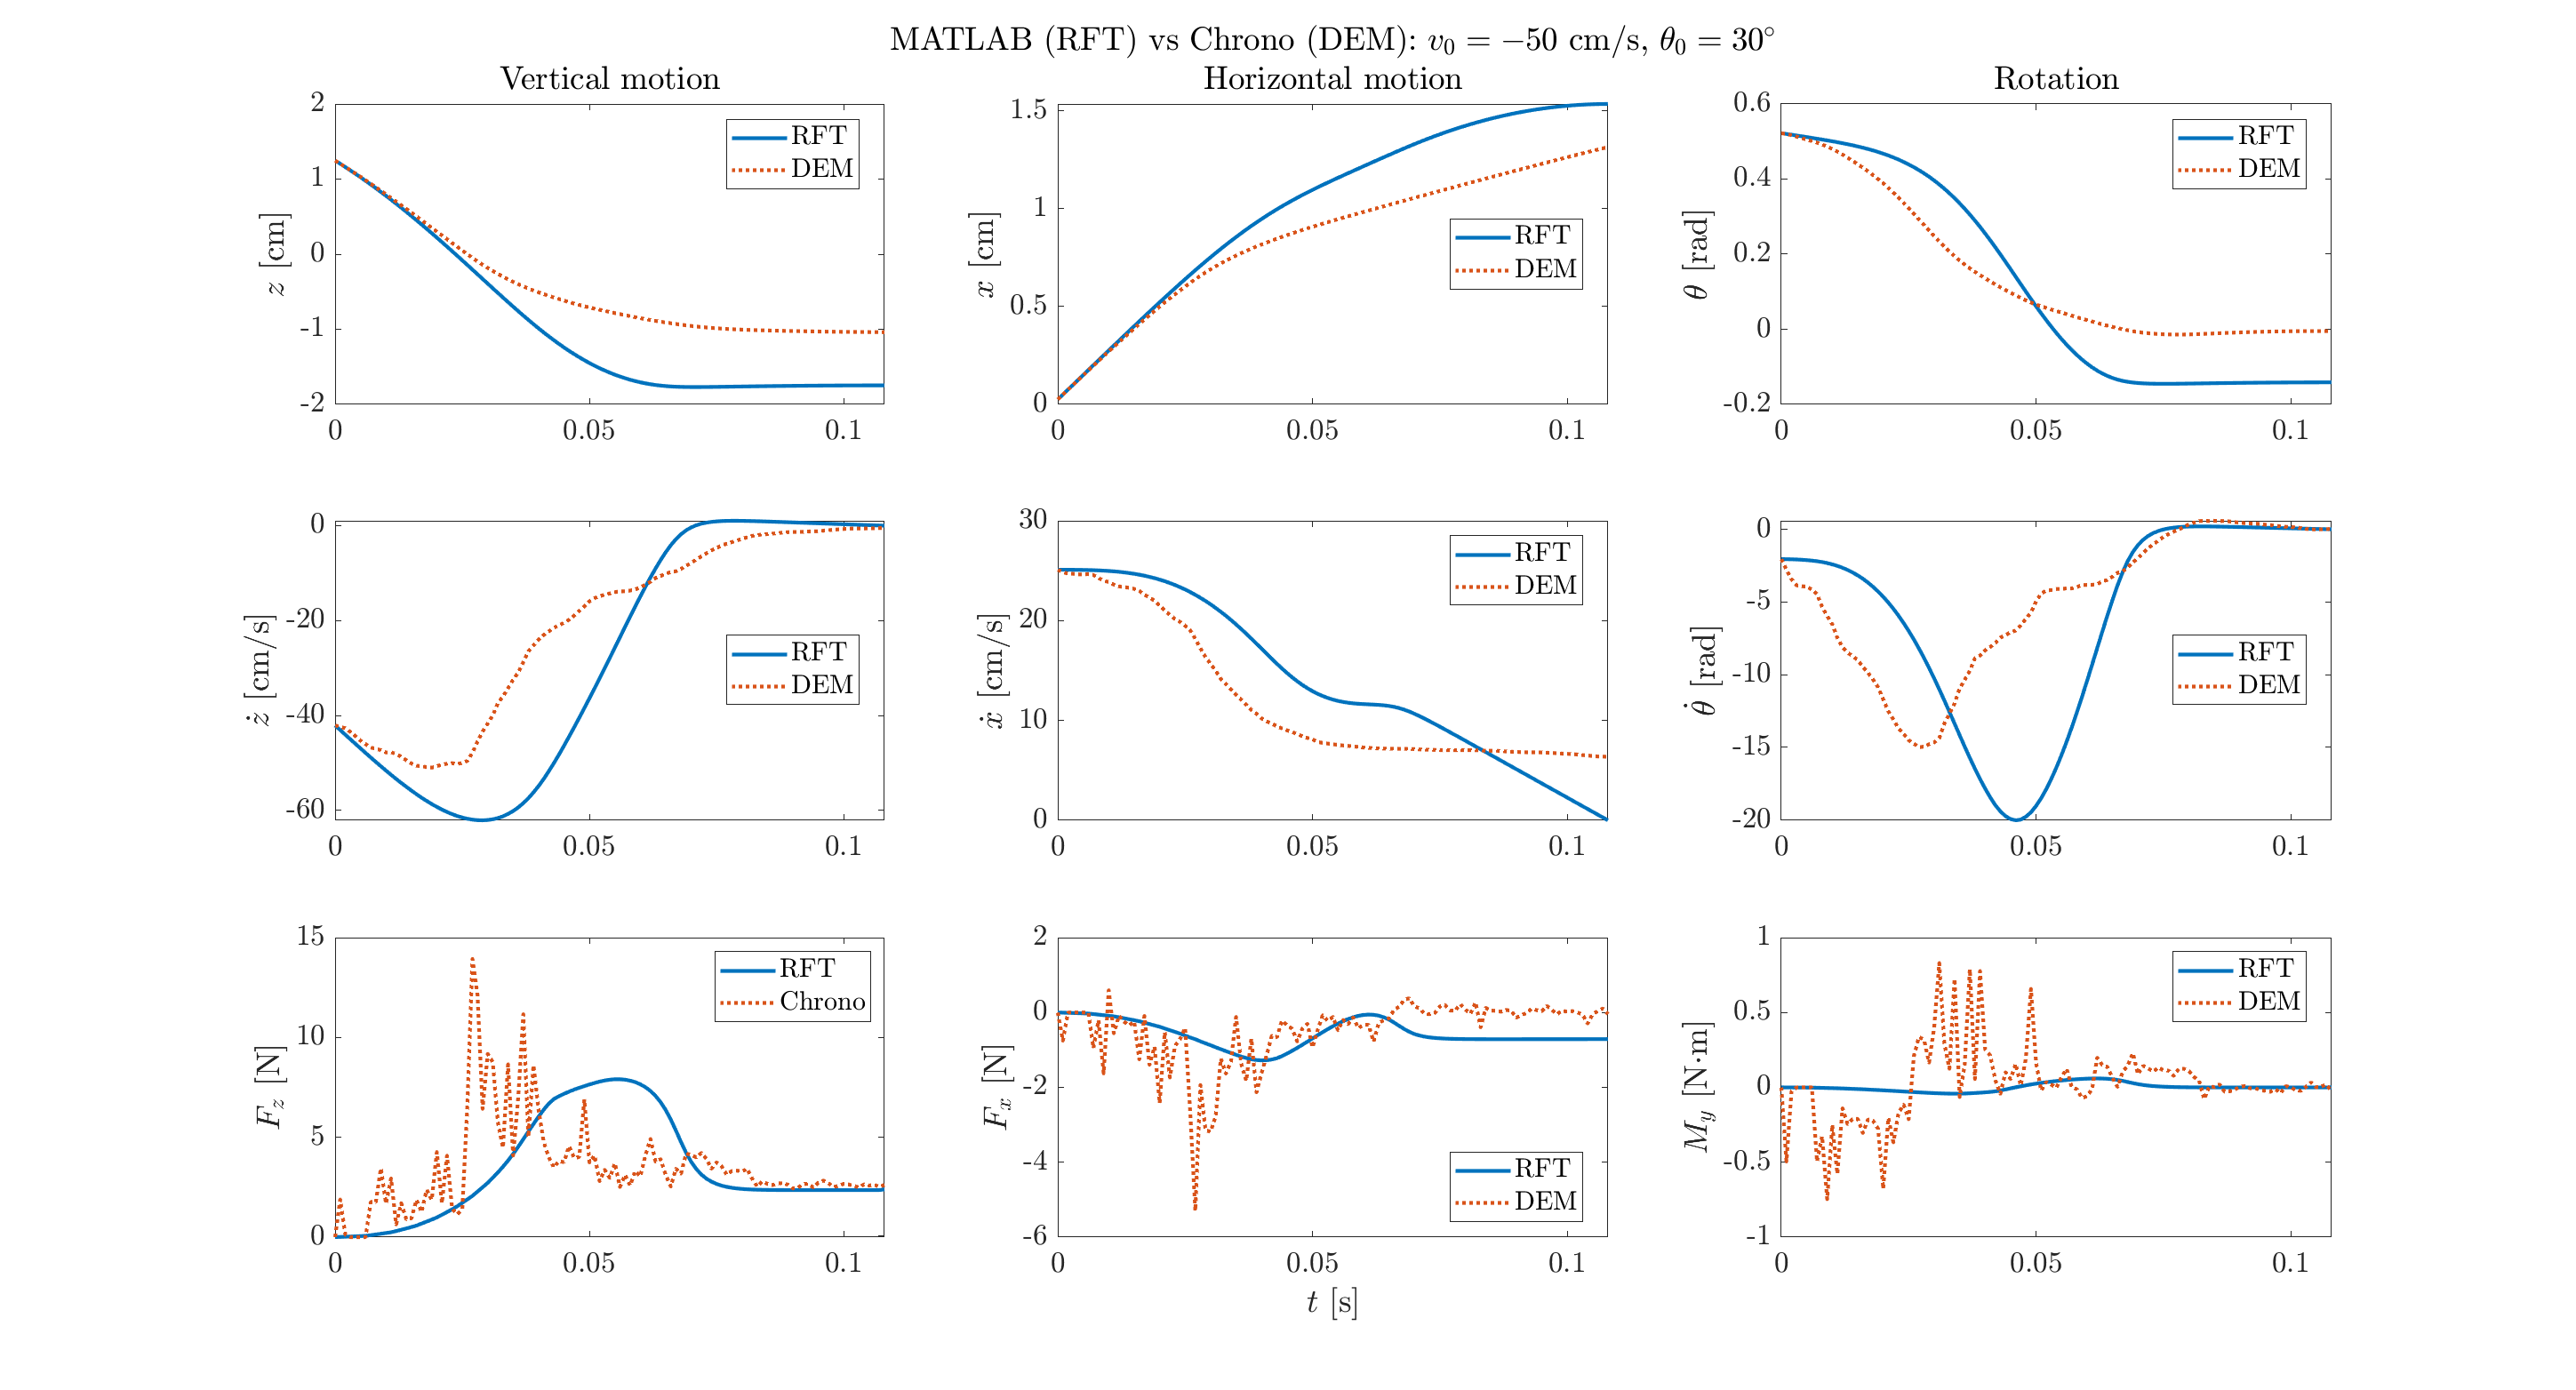 MATLAB (RFT) vs Chrono (DEM): v₀ = −50 cm/s, θ₀ = 30°
Vertical motion
2
1
0
-1
-2
z [cm]
0 0.05 0.1
RFT
DEM
Horizontal motion
1.5
1
0.5
0
x [cm]
0 0.05 0.1
RFT
DEM
Rotation
0.6
0.4
0.2
0
-0.2
θ [rad]
0 0.05 0.1
RFT
DEM
0
-20
-40
-60
ż [cm/s]
0 0.05 0.1
RFT
DEM
30
20
10
0
ẋ [cm/s]
0 0.05 0.1
RFT
DEM
0
-5
-10
-15
-20
θ̇ [rad]
0 0.05 0.1
RFT
DEM
15
10
5
0
F_z [N]
0 0.05 0.1
RFT
Chrono
2
0
-2
-4
-6
F_x [N]
0 0.05 0.1
RFT
DEM
t [s]
1
0.5
0
-0.5
-1
M_y [N·m]
0 0.05 0.1
RFT
DEM